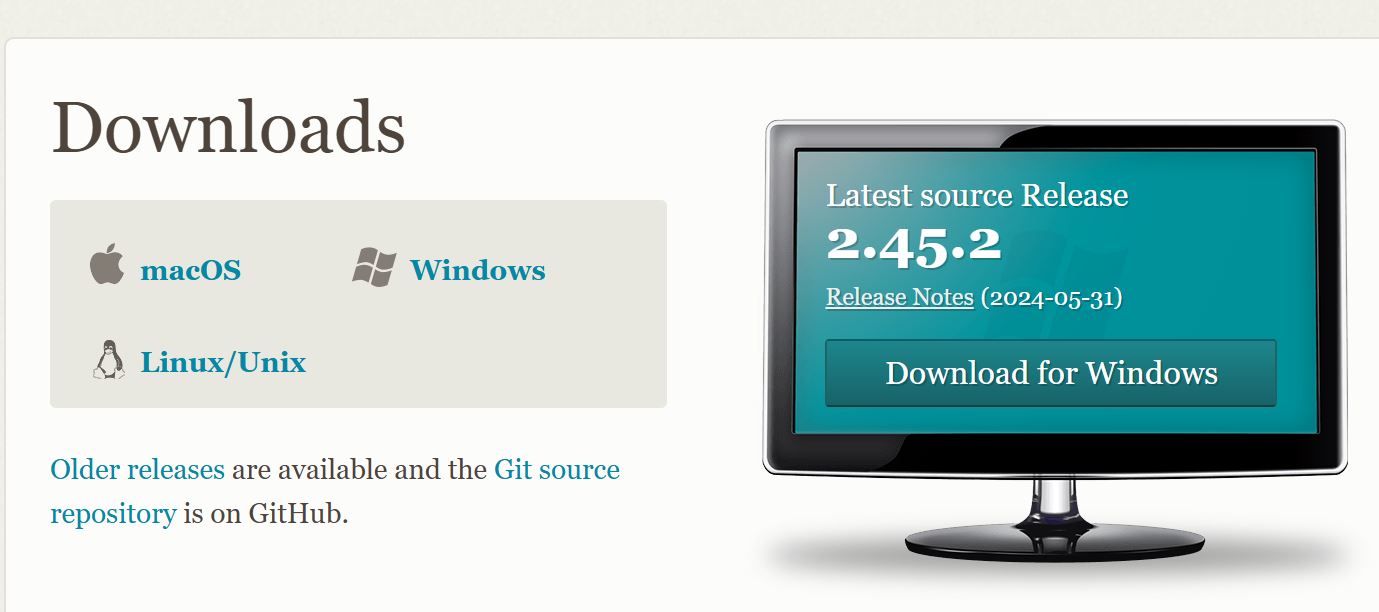 Downloads
macOS
Windows
Linux/Unix
Older releases are available and the Git source
repository is on GitHub.
Latest source Release
2.45.2
Release Notes (2024-05-31)
Download for Windows